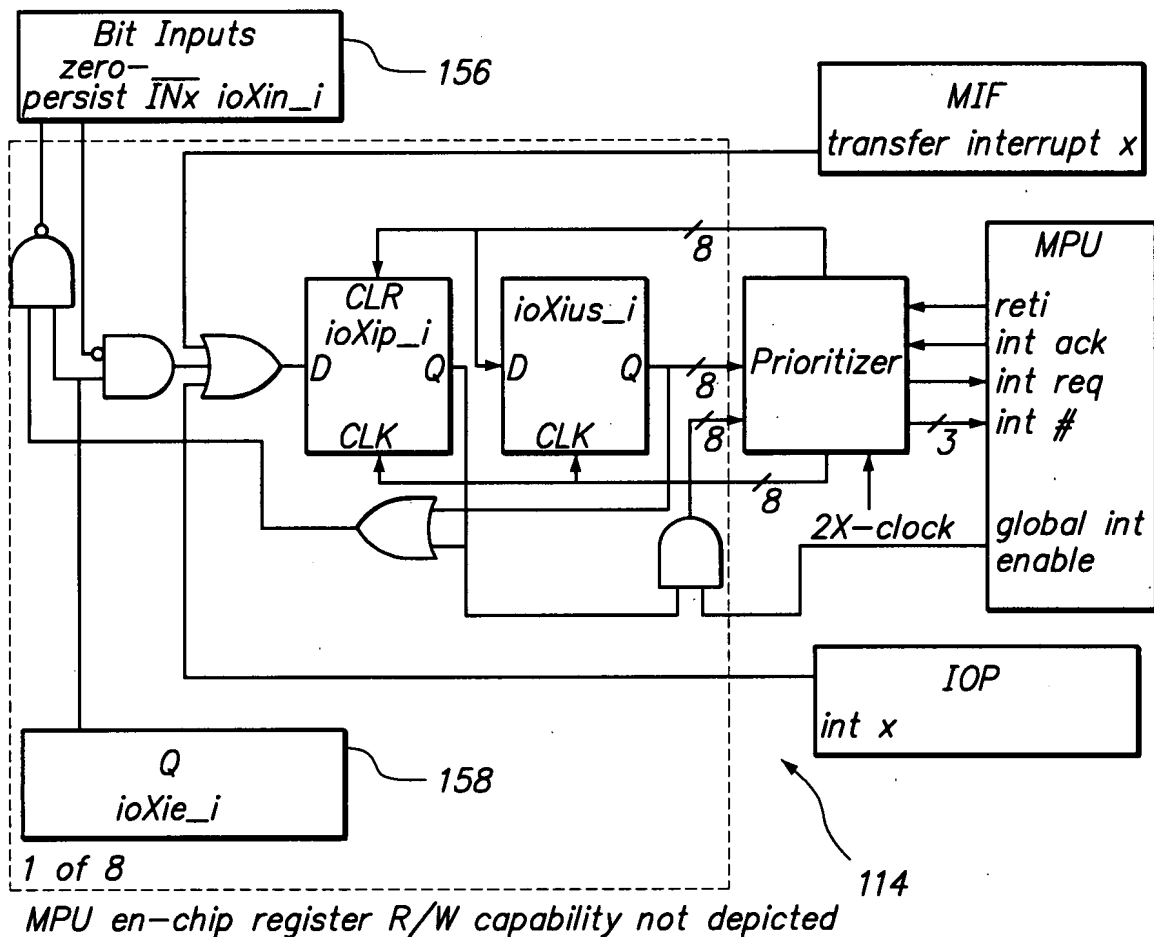 Bit Inputs
zero-
persist INx ioXin_i
156
MIF
transfer interrupt x
8
MPU
CLR
ioXip_i
D
Q
CLK
ioXius_i
D
Q
CLK
8
8
Prioritizer
reti
int ack
int req
int #
3
8
2X-clock
global int
enable
IOP
int x
Q
ioXie_i
158
114
1 of 8
MPU en-chip register R/W capability not depicted